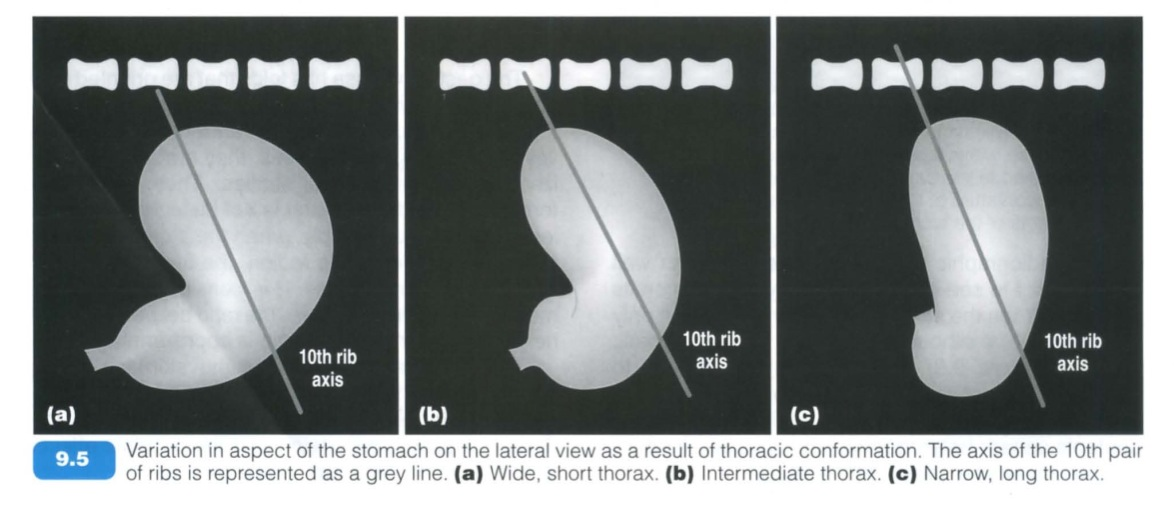 10th rib
axis
(a)
10th rib
axis
(b)
10th rib
axis
(c)
9.5
Variation in aspect of the stomach on the lateral view as a result of thoracic conformation. The axis of the 10th pair
of ribs is represented as a grey line. (a) Wide, short thorax. (b) Intermediate thorax. (c) Narrow, long thorax.